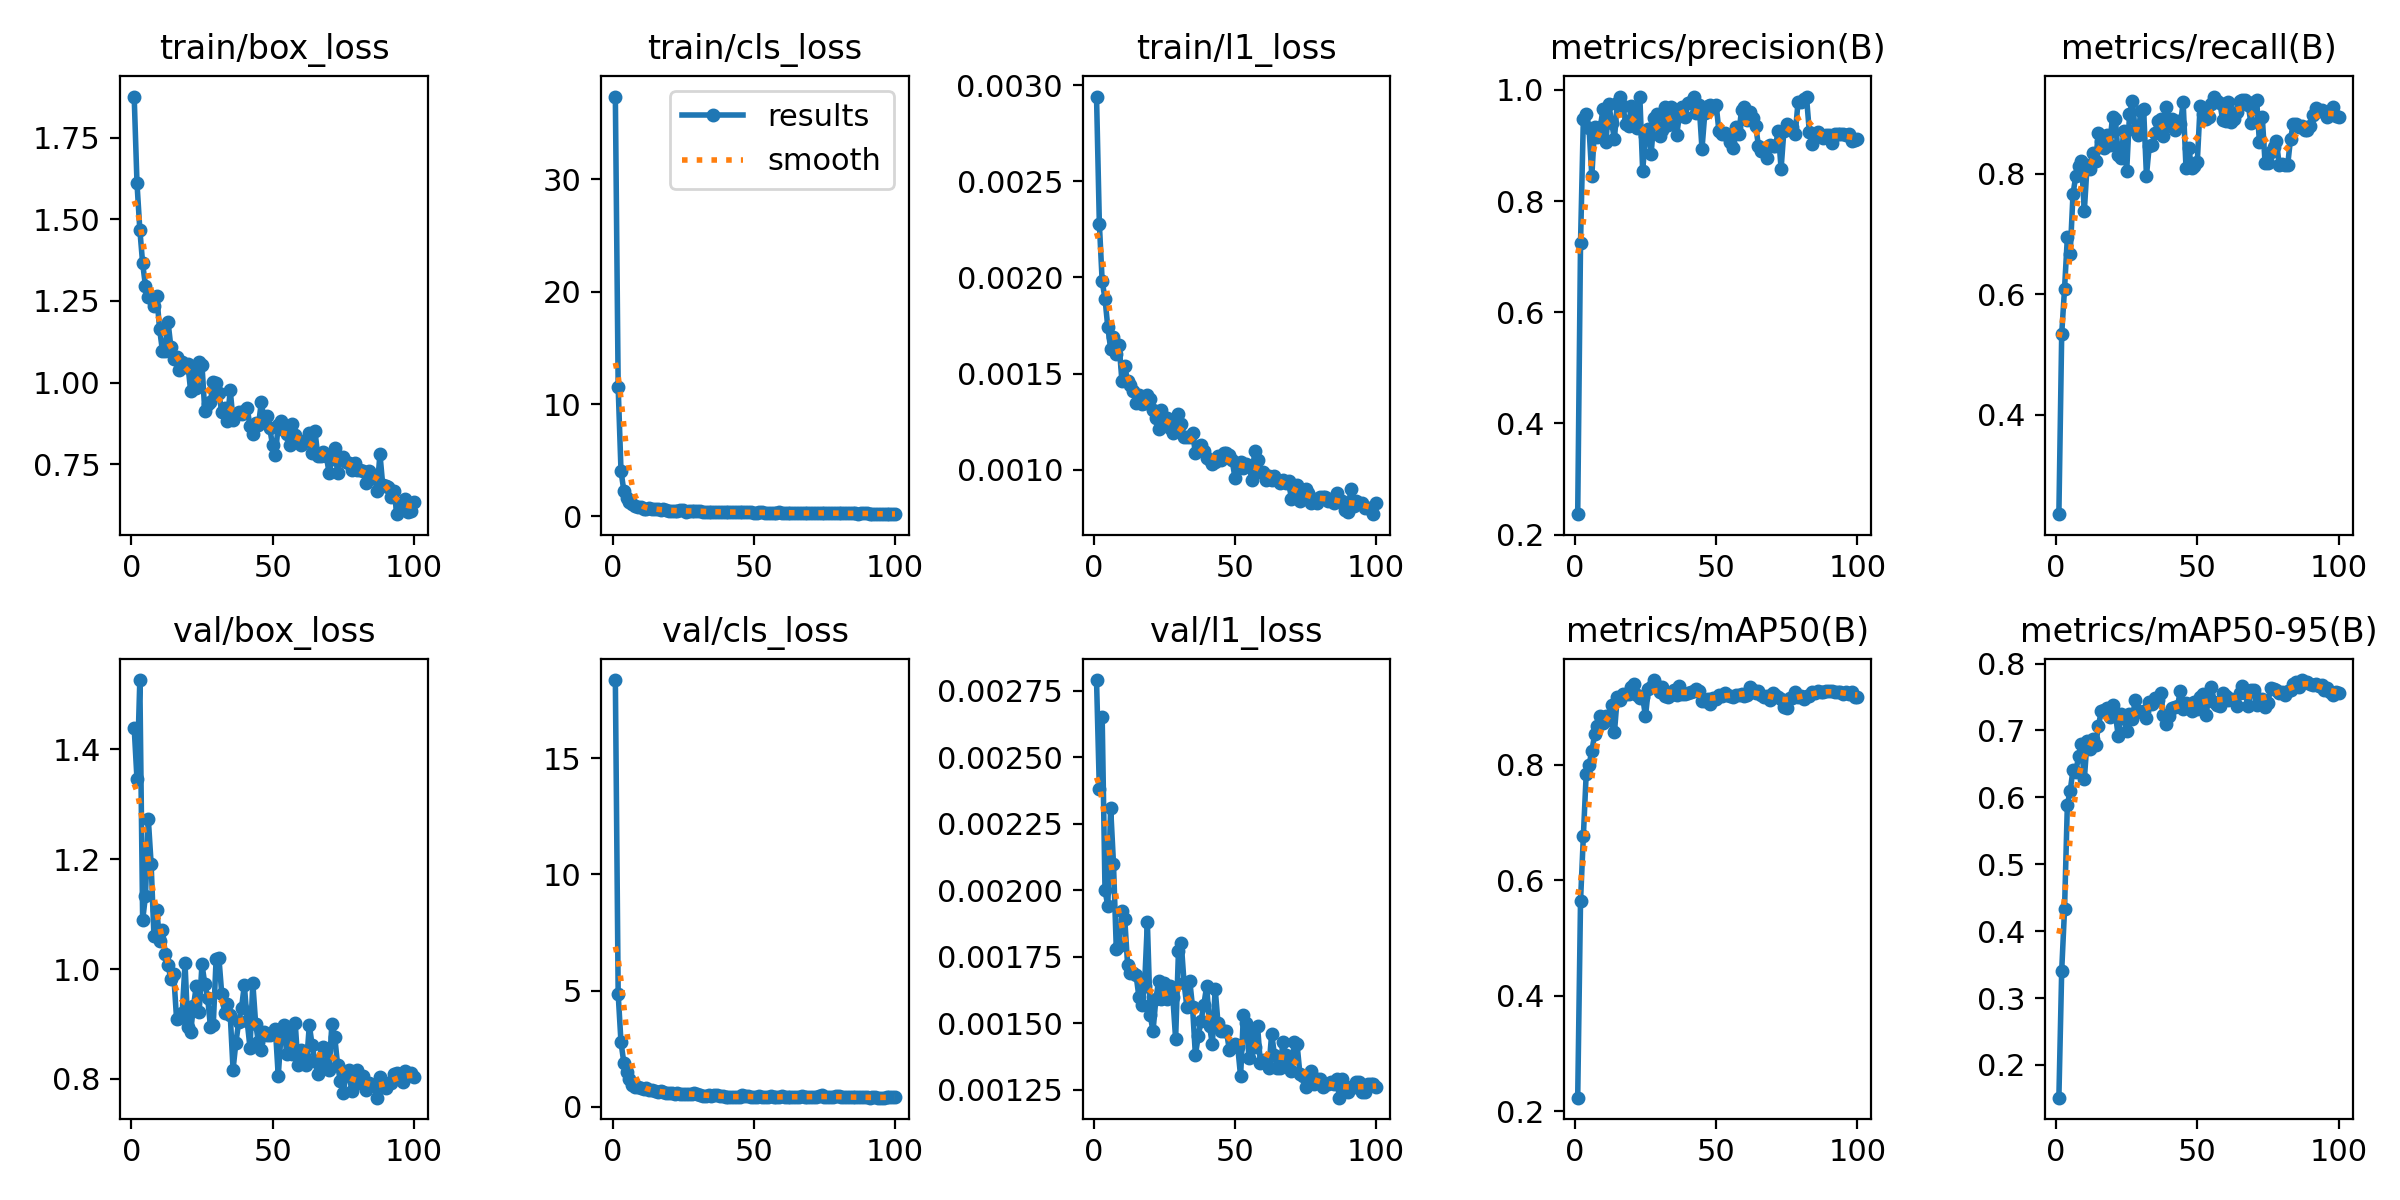 train/box_loss
1.75
1.50
1.25
1.00
0.75
0 50 100
train/cls_loss
results
smooth
30
20
10
0
0 50 100
train/l1_loss
0.0030
0.0025
0.0020
0.0015
0.0010
0 50 100
metrics/precision(B)
1.0
0.8
0.6
0.4
0.2
0 50 100
metrics/recall(B)
0.8
0.6
0.4
0 50 100
val/box_loss
1.4
1.2
1.0
0.8
0 50 100
val/cls_loss
15
10
5
0
0 50 100
val/l1_loss
0.00275
0.00250
0.00225
0.00200
0.00175
0.00150
0.00125
0 50 100
metrics/mAP50(B)
0.8
0.6
0.4
0.2
0 50 100
metrics/mAP50-95(B)
0.8
0.7
0.6
0.5
0.4
0.3
0.2
0 50 100